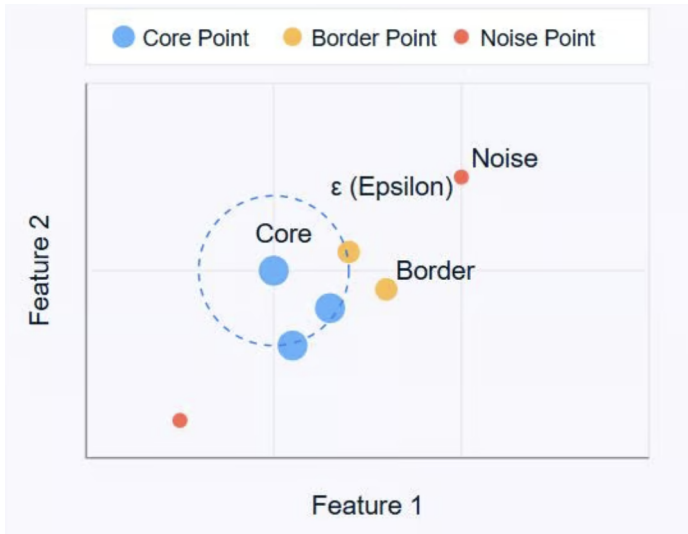 Core Point
Border Point
Noise Point
Noise
ε (Epsilon)
Core
Border
Feature 2
Feature 1